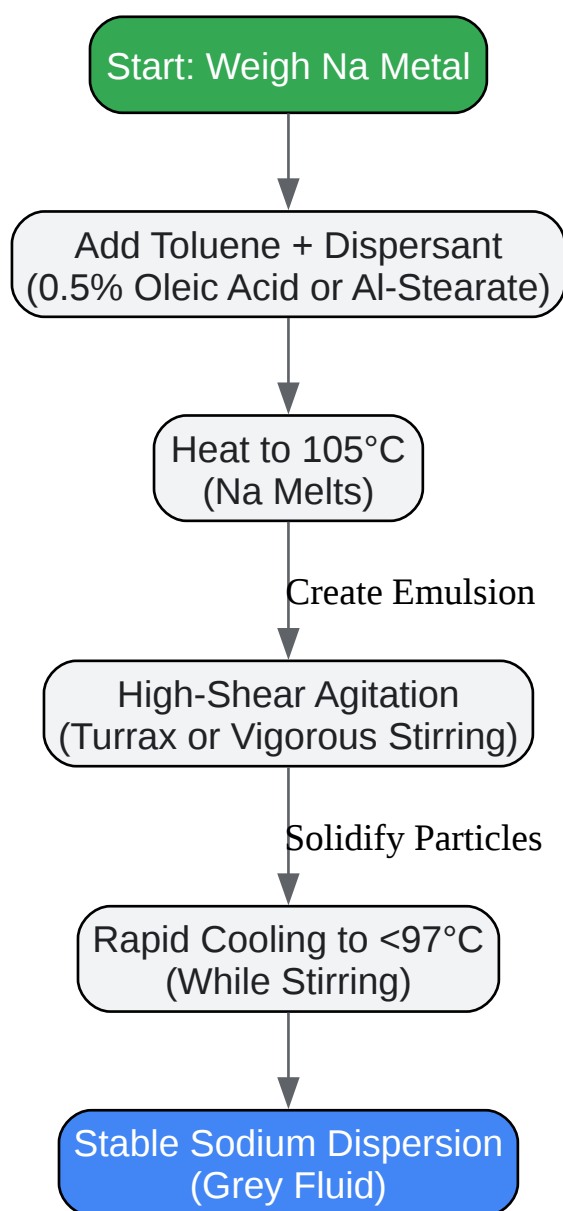 Start: Weigh Na Metal
Add Toluene + Dispersant
(0.5% Oleic Acid or Al-Stearate)
Heat to 105°C
(Na Melts)
Create Emulsion
High-Shear Agitation
(Turrax or Vigorous Stirring)
Solidify Particles
Rapid Cooling to <97°C
(While Stirring)
Stable Sodium Dispersion
(Grey Fluid)